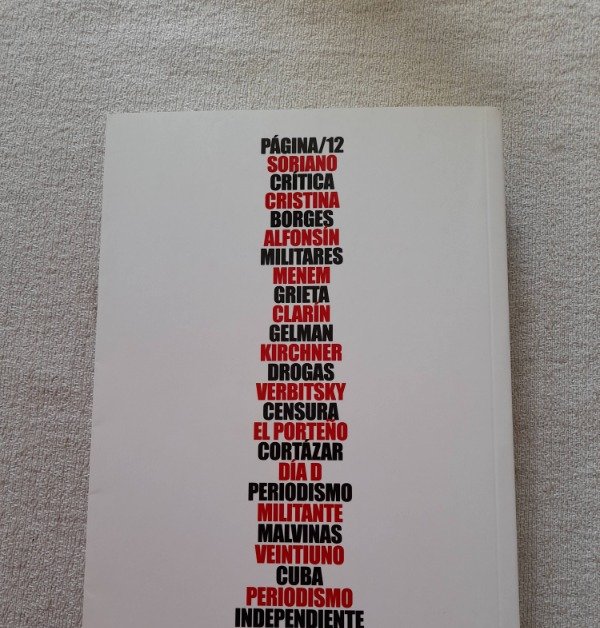 PÁGINA/12
SORIANO
CRÍTICA
CRISTINA
BORGES
ALFONSÍN
MILITARES
MENEM
GRIETA
CLARÍN
GELMAN
KIRCHNER
DROGAS
VERBITSKY
CENSURA
EL PORTEÑO
CORTÁZAR
DÍA D
PERIODISMO
MILITANTE
MALVINAS
VEINTIUNO
CUBA
PERIODISMO
INDEPENDIENTE